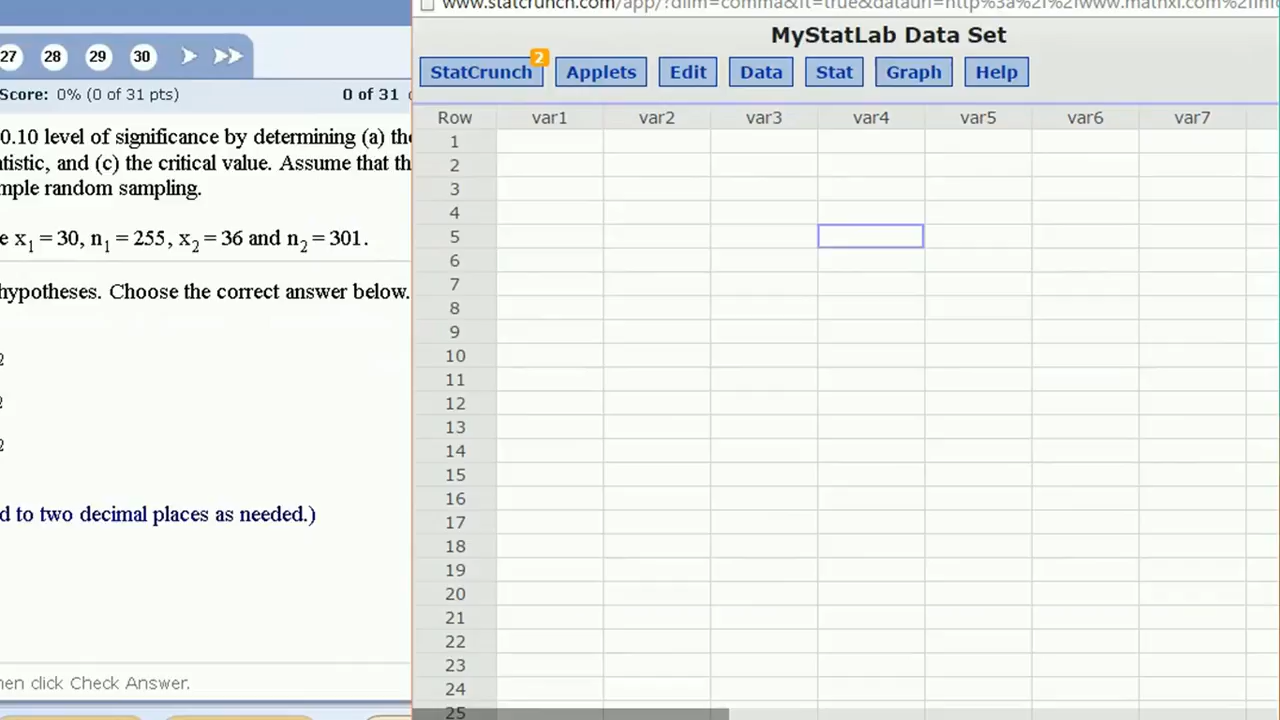 www.statcrunch.com/app/?dlim=comma&ft=true&dataurl=http%3a%2f%2fwww.mathxl.com%2finfo
MyStatLab Data Set
2
StatCrunch Applets Edit Data Stat Graph Help
27 28 29 30
Score: 0% (0 of 31 pts) 0 of 31
0.10 level of significance by determining (a) the
tistic, and (c) the critical value. Assume that th
mple random sampling.
e x1 = 30, n1 = 255, x2 = 36 and n2 = 301.
hypotheses. Choose the correct answer below.
2
2
2
d to two decimal places as needed.)
hen click Check Answer.
Row var1 var2 var3 var4 var5 var6 var7
1
2
3
4
5
6
7
8
9
10
11
12
13
14
15
16
17
18
19
20
21
22
23
24
25